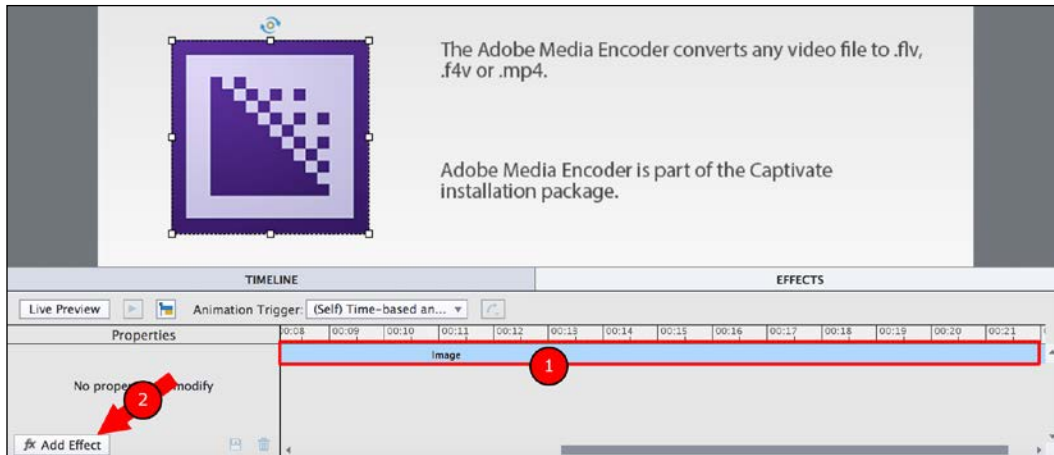 The Adobe Media Encoder converts any video file to .flv,
.f4v or .mp4.
Adobe Media Encoder is part of the Captivate
installation package.
TIMELINE
EFFECTS
Live Preview
Animation Trigger: (Self) Time-based an...
Properties
00:08 00:09 00:10 00:11 00:12 00:13 00:14 00:15 00:16 00:17 00:18 00:19 00:20 00:21
Image
1
No modify
2
fx Add Effect